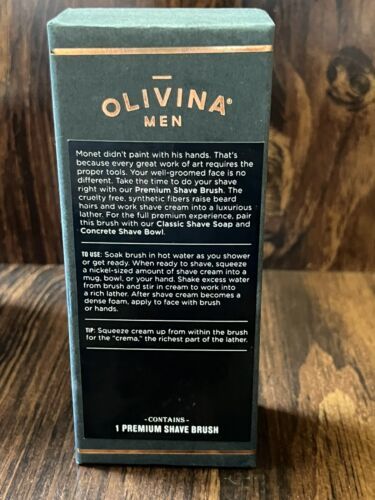 OLIVINA®
MEN
Monet didn't paint with his hands. That's
because every great work of art requires the
proper tools. Your well-groomed face is no
different. Take the time to do your shave
right with our Premium Shave Brush. The
cruelty free, synthetic fibers raise beard
hairs and work shave cream into a luxurious
lather. For the full premium experience, pair
this brush with our Classic Shave Soap and
Concrete Shave Bowl.
TO USE: Soak brush in hot water as you shower
or get ready. When ready to shave, squeeze
a nickel-sized amount of shave cream into a
mug, bowl, or your hand. Shake excess water
from brush and stir in cream to work into
a rich lather. After shave cream becomes a
dense foam, apply to face with brush
or hands.
TIP: Squeeze cream up from within the brush
for the "crema," the richest part of the lather.
-CONTAINS-
1 PREMIUM SHAVE BRUSH